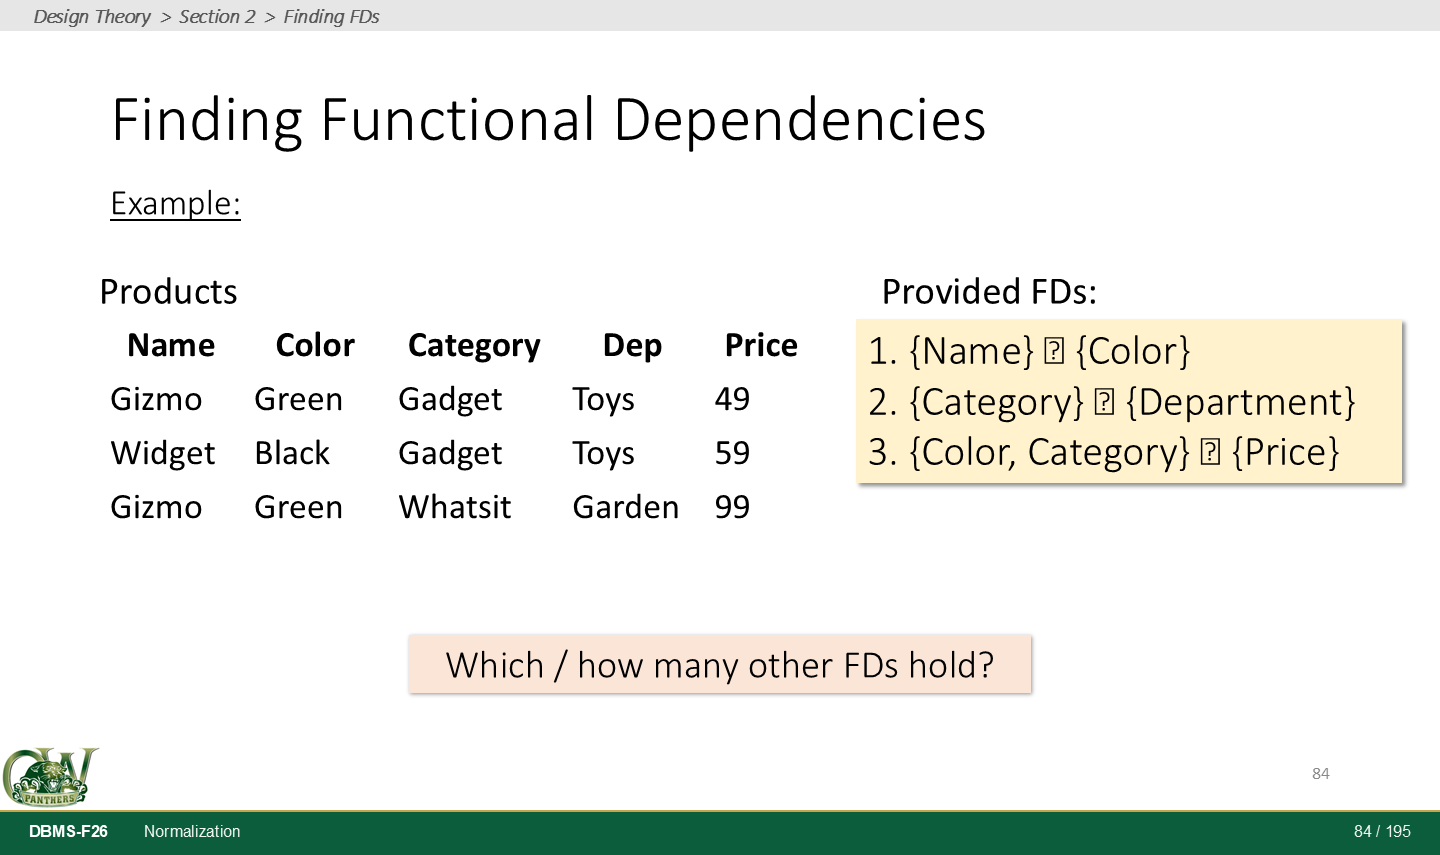 Design Theory > Section 2 > Finding FDs
Finding Functional Dependencies
Example:
Products
Name Color Category Dep Price
Gizmo Green Gadget Toys 49
Widget Black Gadget Toys 59
Gizmo Green Whatsit Garden 99
Provided FDs:
1. {Name} ⍰ {Color}
2. {Category} ⍰ {Department}
3. {Color, Category} ⍰ {Price}
Which / how many other FDs hold?
OW
PANTHERS
84
DBMS-F26 Normalization 84 / 195